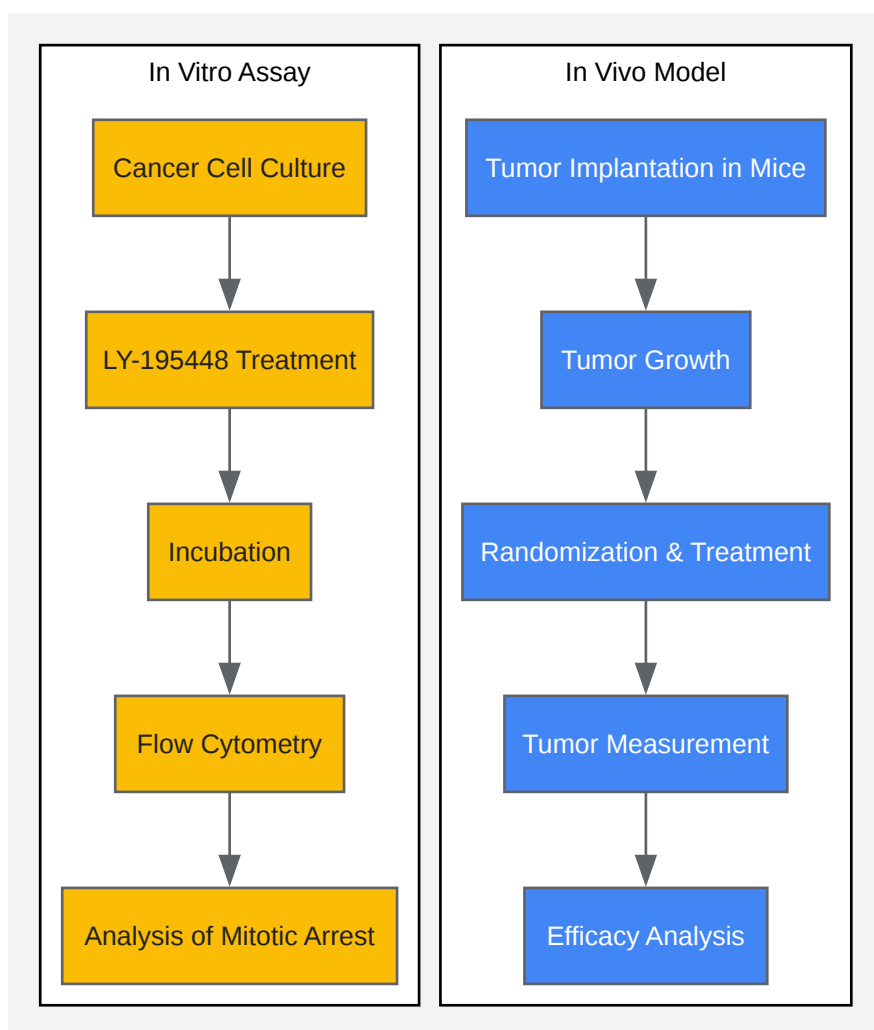 In Vitro Assay
Cancer Cell Culture
LY-195448 Treatment
Incubation
Flow Cytometry
Analysis of Mitotic Arrest
In Vivo Model
Tumor Implantation in Mice
Tumor Growth
Randomization & Treatment
Tumor Measurement
Efficacy Analysis